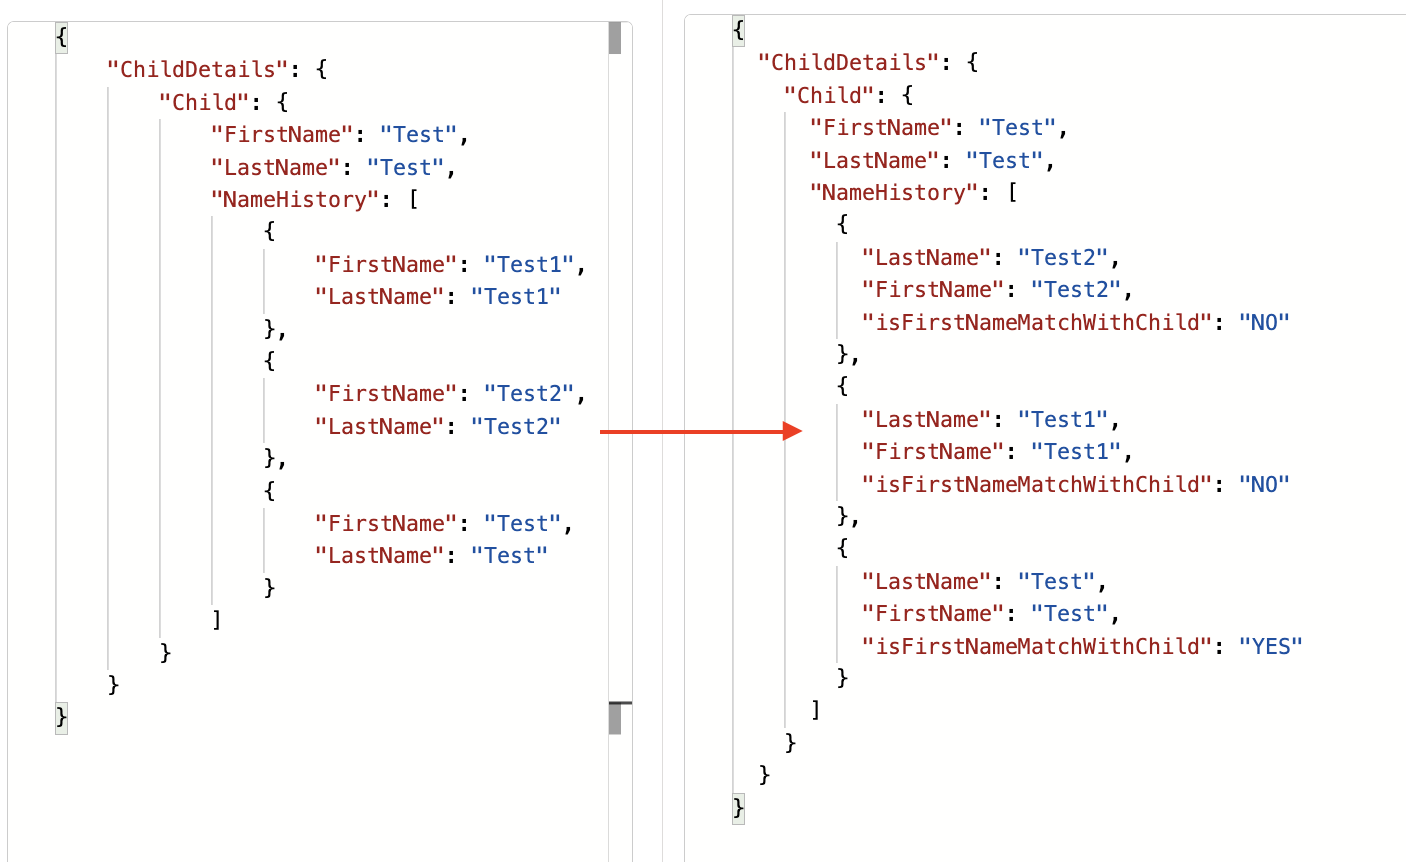 {
"ChildDetails": {
"Child": {
"FirstName": "Test",
"LastName": "Test",
"NameHistory": [
{
"FirstName": "Test1",
"LastName": "Test1"
},
{
"FirstName": "Test2",
"LastName": "Test2"
},
{
"FirstName": "Test",
"LastName": "Test"
}
]
}
}
}
{
"ChildDetails": {
"Child": {
"FirstName": "Test",
"LastName": "Test",
"NameHistory": [
{
"LastName": "Test2",
"FirstName": "Test2",
"isFirstNameMatchWithChild": "NO"
},
{
"LastName": "Test1",
"FirstName": "Test1",
"isFirstNameMatchWithChild": "NO"
},
{
"LastName": "Test",
"FirstName": "Test",
"isFirstNameMatchWithChild": "YES"
}
]
}
}
}